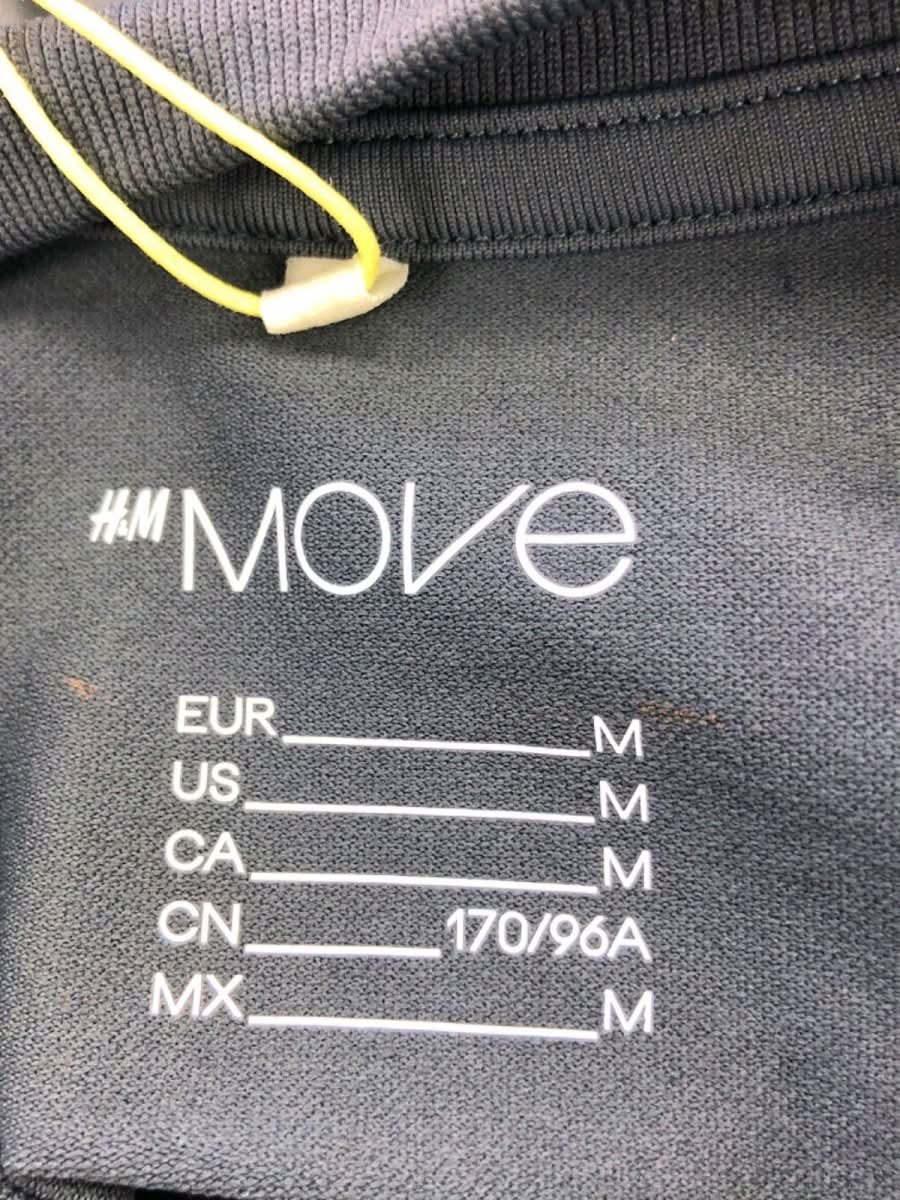 H&M MOVE
EUR M
US M
CA M
CN 170/96A
MX M